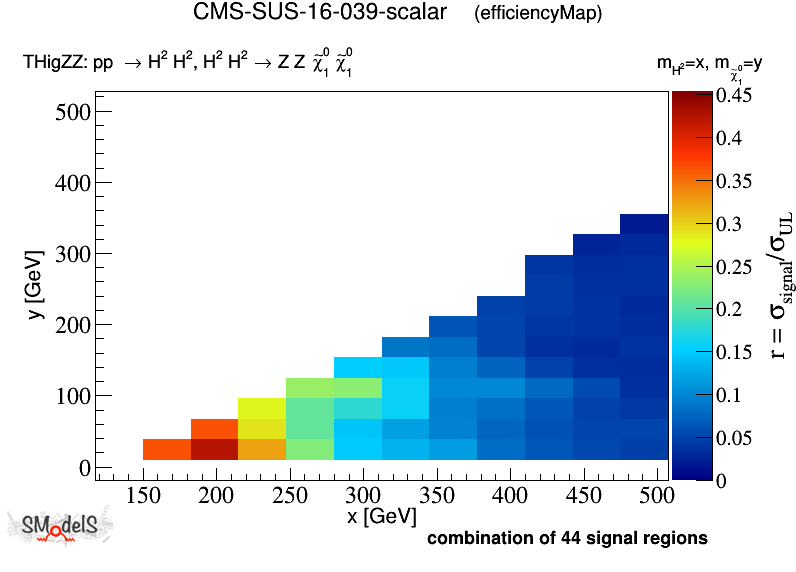 CMS-SUS-16-039-scalar (efficiencyMap)
THigZZ: pp → H² H², H² H² → Z Z χ̃₁⁰ χ̃₁⁰
m_H²=x, m_χ̃₁⁰=y
500
400
300
200
100
0
y [GeV]
150 200 250 300 350 400 450 500
x [GeV]
0.45
0.4
0.35
0.3
0.25
0.2
0.15
0.1
0.05
0
r = σ_signal/σ_UL
SModelS
combination of 44 signal regions